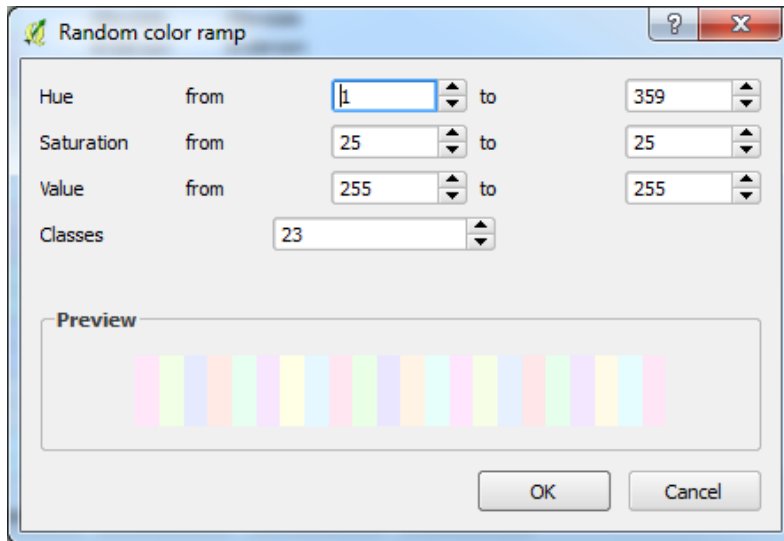 Random color ramp
Hue from 1 to 359
Saturation from 25 to 25
Value from 255 to 255
Classes 23
Preview
OK Cancel